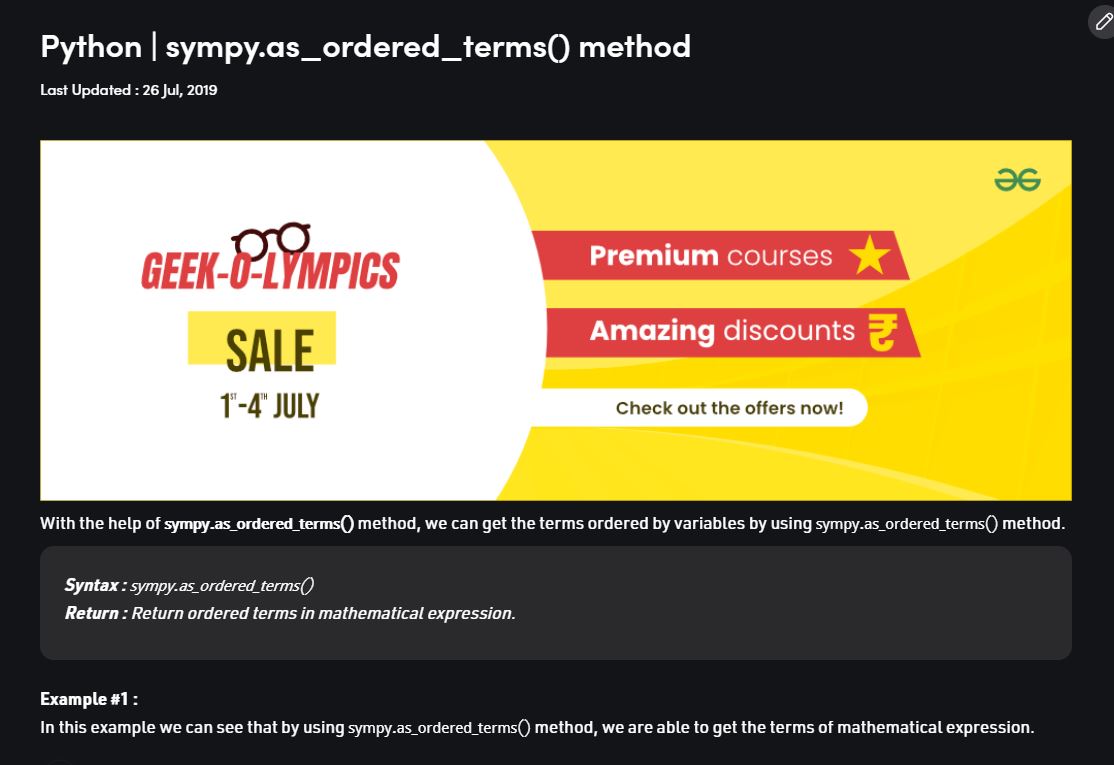 Python | sympy.as_ordered_terms() method
Last Updated : 26 Jul, 2019
GEEK-O-LYMPICS
SALE
1ST-4TH JULY
Premium courses
Amazing discounts ₹
Check out the offers now!
With the help of sympy.as_ordered_terms() method, we can get the terms ordered by variables by using sympy.as_ordered_terms() method.
Syntax : sympy.as_ordered_terms()
Return : Return ordered terms in mathematical expression.
Example #1 :
In this example we can see that by using sympy.as_ordered_terms() method, we are able to get the terms of mathematical expression.